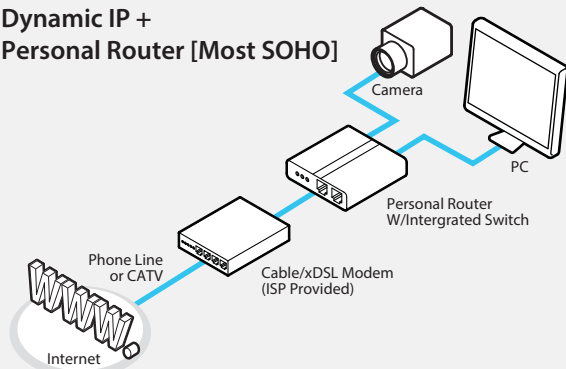 Dynamic IP +
Personal Router [Most SOHO]
Camera
PC
Personal Router
W/Intergrated Switch
Phone Line
or CATV
Cable/xDSL Modem
(ISP Provided)
WWW.
Internet